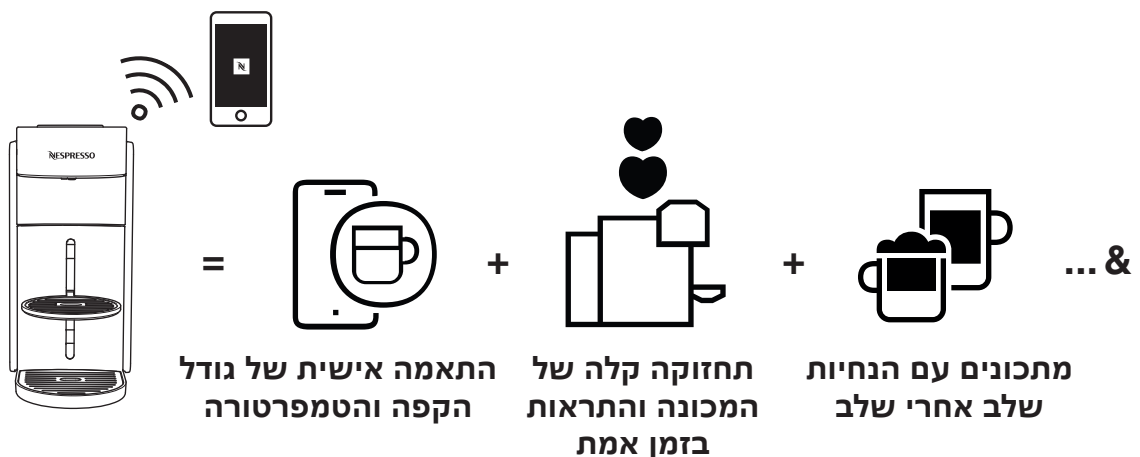 NESPRESSO
=
+
+
...&
התאמה אישית של גודל
הקפה והטמפרטורה
תחזוקה קלה של
המכונה והתראות
בזמן אמת
מתכונים עם הנחיות
שלב אחרי שלב